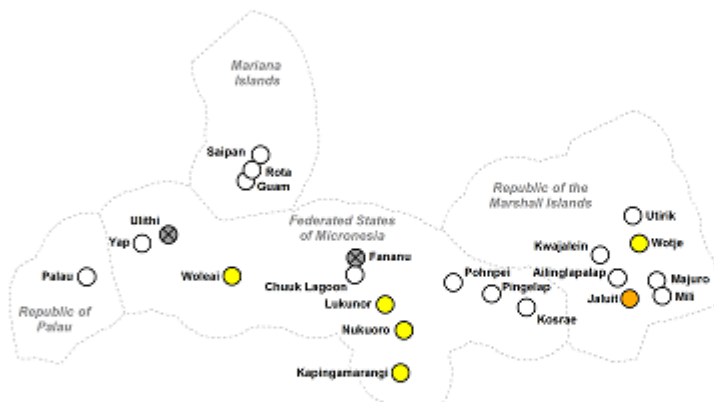 Mariana
Islands
Saipan
Rota
Guam
Republic of the
Marshall Islands
Ulithi
Federated States
of Micronesia
Utirik
Yap
Fananu
Kwajalein
Wotje
Palau
Woleai
Chuuk Lagoon
Pohnpei
Ailinglapalap
Majuro
Pingelap
Lukunor
Jaluit
Mili
Republic of
Palau
Kosrae
Nukuoro
Kapingamarangi